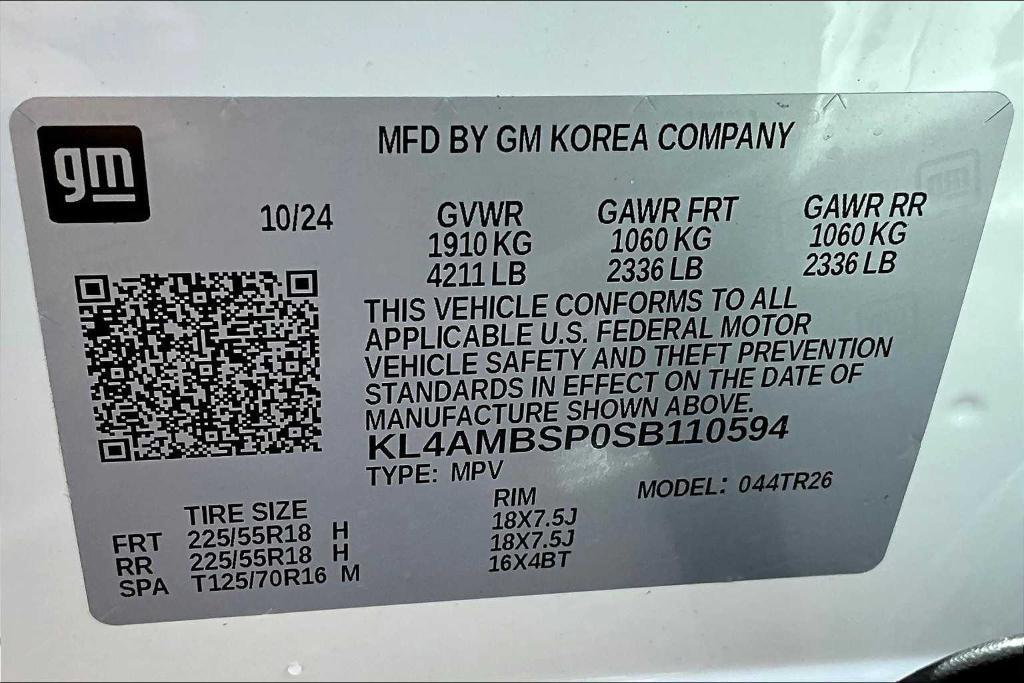 gm
MFD BY GM KOREA COMPANY
10/24
GVWR GAWR FRT GAWR RR
1910 KG 1060 KG 1060 KG
4211 LB 2336 LB 2336 LB
THIS VEHICLE CONFORMS TO ALL
APPLICABLE U.S. FEDERAL MOTOR
VEHICLE SAFETY AND THEFT PREVENTION
STANDARDS IN EFFECT ON THE DATE OF
MANUFACTURE SHOWN ABOVE.
KL4AMBSP0SB110594
TYPE: MPV
MODEL: 044TR26
TIRE SIZE RIM
FRT 225/55R18 H 18X7.5J
RR 225/55R18 H 18X7.5J
SPA T125/70R16 M 16X4BT